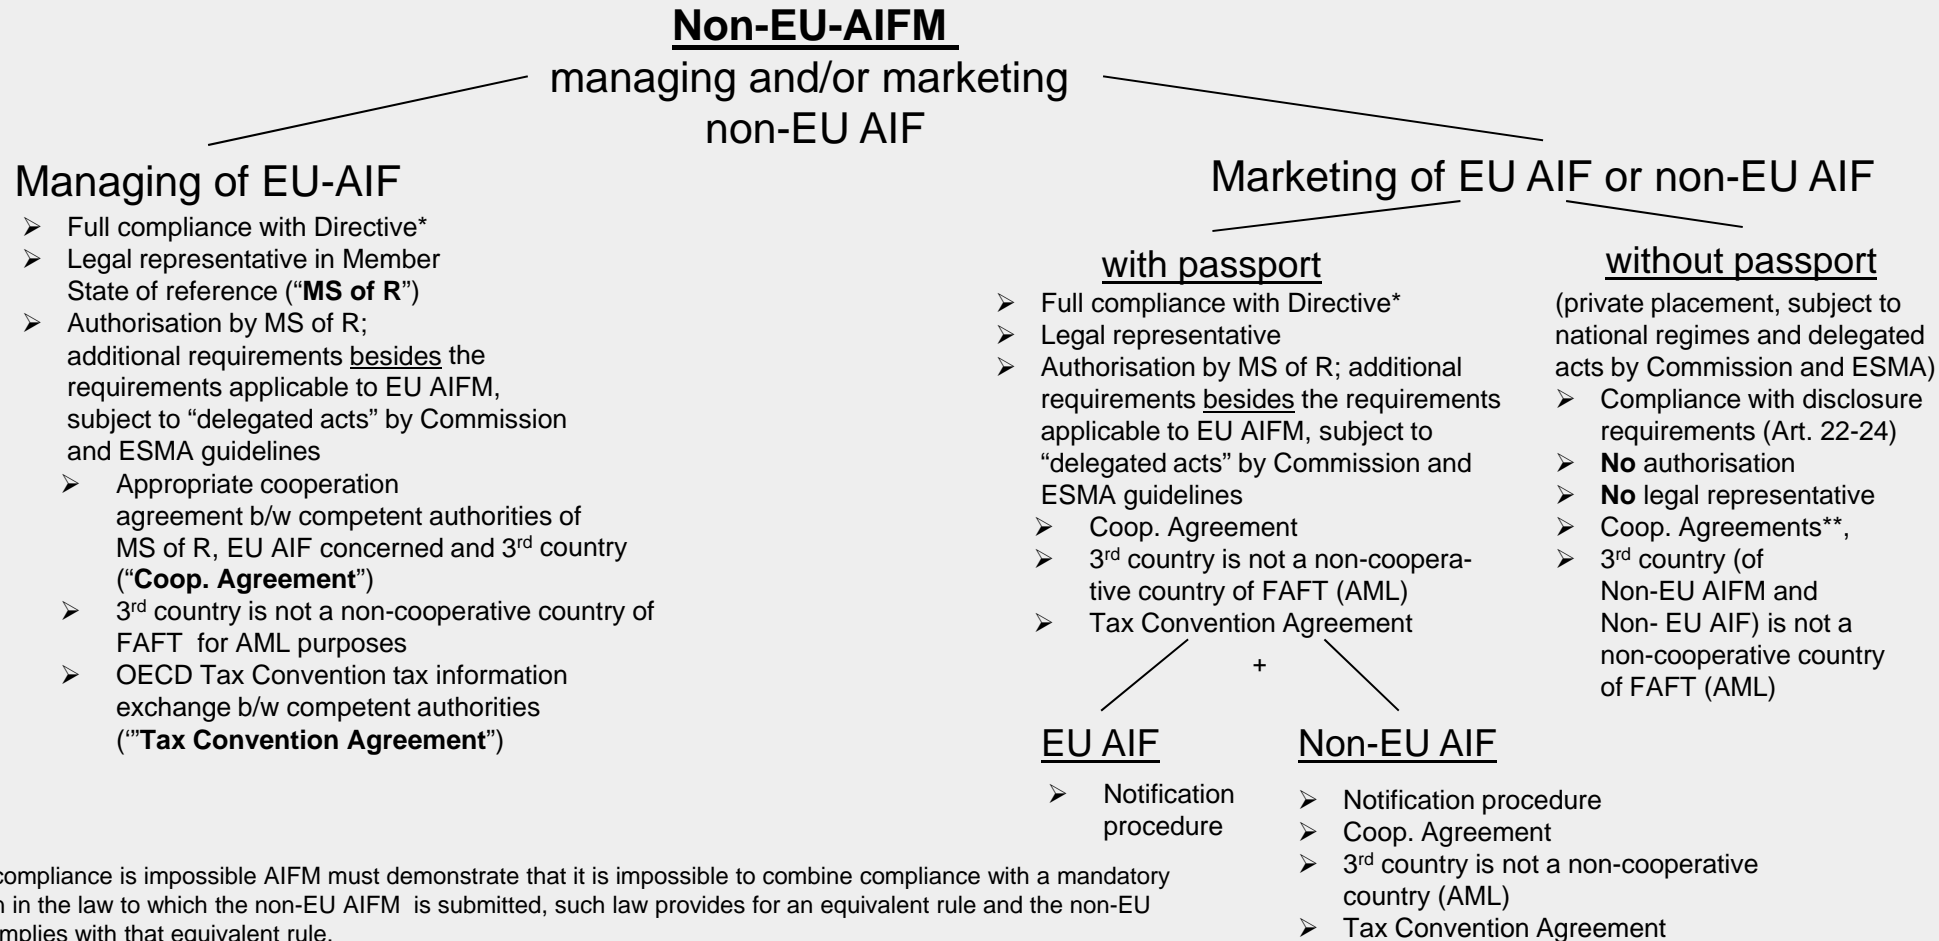 Non-EU-AIFM
managing and/or marketing
non-EU AIF
Managing of EU-AIF
➢ Full compliance with Directive*
➢ Legal representative in Member
State of reference (“MS of R”)
➢ Authorisation by MS of R;
additional requirements besides the
requirements applicable to EU AIFM,
subject to “delegated acts” by Commission
and ESMA guidelines
➢ Appropriate cooperation
agreement b/w competent authorities of
MS of R, EU AIF concerned and 3rd country
(“Coop. Agreement”)
➢ 3rd country is not a non-cooperative country of
FAFT for AML purposes
➢ OECD Tax Convention tax information
exchange b/w competent authorities
(‘”Tax Convention Agreement”)
Marketing of EU AIF or non-EU AIF
with passport
➢ Full compliance with Directive*
➢ Legal representative
➢ Authorisation by MS of R; additional
requirements besides the requirements
applicable to EU AIFM, subject to
“delegated acts” by Commission and
ESMA guidelines
➢ Coop. Agreement
➢ 3rd country is not a non-coopera-
tive country of FAFT (AML)
➢ Tax Convention Agreement
+
EU AIF
➢ Notification
procedure
Non-EU AIF
➢ Notification procedure
➢ Coop. Agreement
➢ 3rd country is not a non-cooperative
country (AML)
➢ Tax Convention Agreement
without passport
(private placement, subject to
national regimes and delegated
acts by Commission and ESMA)
➢ Compliance with disclosure
requirements (Art. 22-24)
➢ No authorisation
➢ No legal representative
➢ Coop. Agreements**,
➢ 3rd country (of
Non-EU AIFM and
Non- EU AIF) is not a
non-cooperative country
of FAFT (AML)
compliance is impossible AIFM must demonstrate that it is impossible to combine compliance with a mandatory
in the law to which the non-EU AIFM is submitted, such law provides for an equivalent rule and the non-EU
with that equivalent rule.